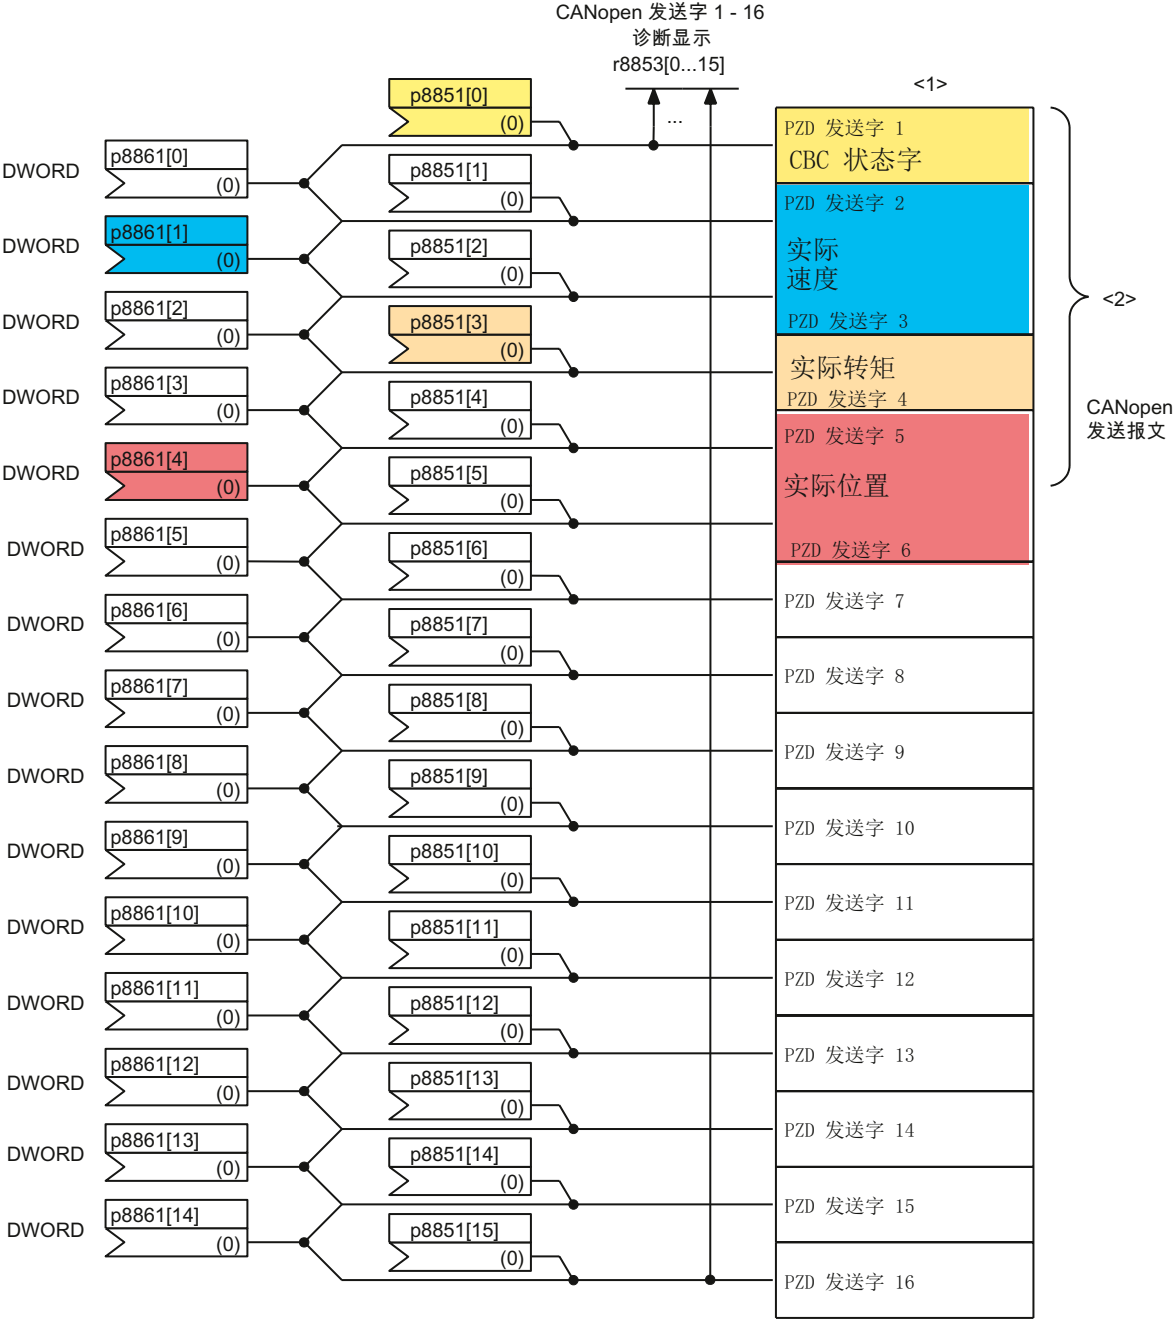 CANopen 发送字 1 - 16
诊断显示
r8853[0...15]
<1>
p8851[0]
(0)
...
PZD 发送字 1
CBC 状态字
DWORD
p8861[0]
(0)
p8851[1]
(0)
PZD 发送字 2
实际
速度
DWORD
p8861[1]
(0)
p8851[2]
(0)
PZD 发送字 3
<2>
DWORD
p8861[2]
(0)
p8851[3]
(0)
实际转矩
PZD 发送字 4
DWORD
p8861[3]
(0)
p8851[4]
(0)
PZD 发送字 5
实际位置
CANopen
发送报文
DWORD
p8861[4]
(0)
p8851[5]
(0)
PZD 发送字 6
DWORD
p8861[5]
(0)
p8851[6]
(0)
PZD 发送字 7
DWORD
p8861[6]
(0)
p8851[7]
(0)
PZD 发送字 8
DWORD
p8861[7]
(0)
p8851[8]
(0)
PZD 发送字 9
DWORD
p8861[8]
(0)
p8851[9]
(0)
PZD 发送字 10
DWORD
p8861[9]
(0)
p8851[10]
(0)
PZD 发送字 11
DWORD
p8861[10]
(0)
p8851[11]
(0)
PZD 发送字 12
DWORD
p8861[11]
(0)
p8851[12]
(0)
PZD 发送字 13
DWORD
p8861[12]
(0)
p8851[13]
(0)
PZD 发送字 14
DWORD
p8861[13]
(0)
p8851[14]
(0)
PZD 发送字 15
DWORD
p8861[14]
(0)
p8851[15]
(0)
PZD 发送字 16